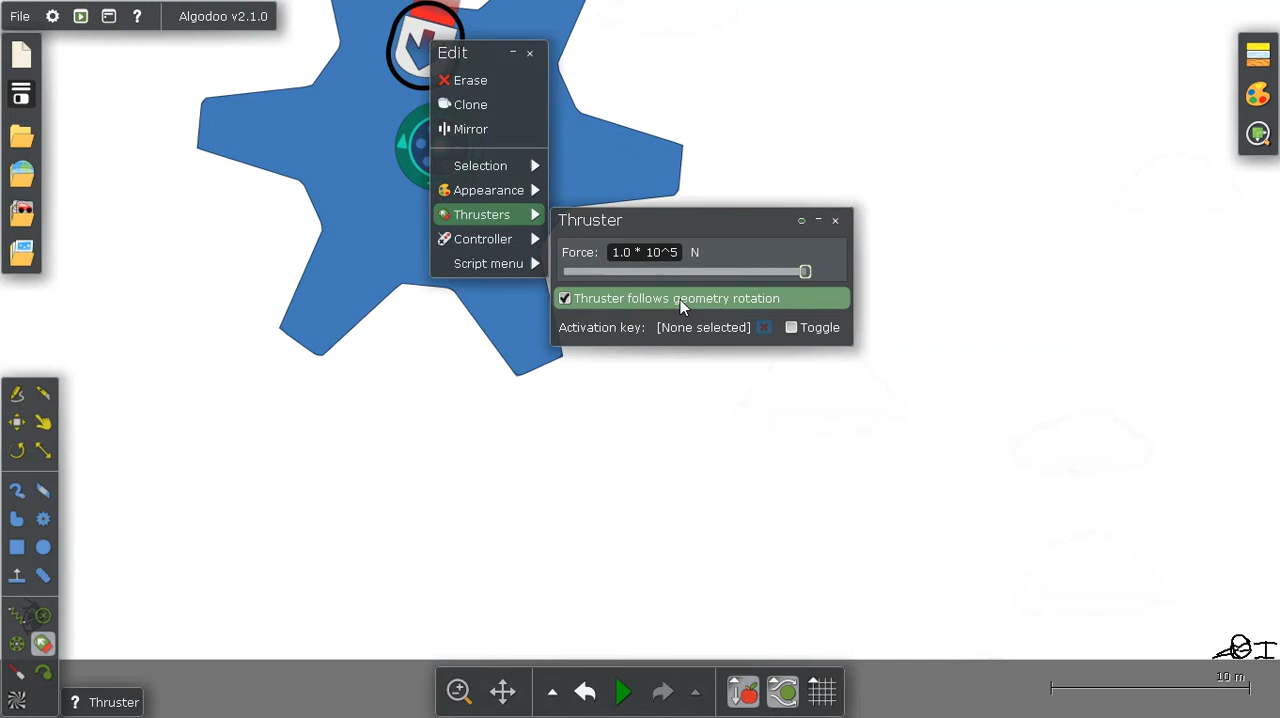 File ? Algodoo v2.1.0
Edit
Erase
Clone
Mirror
Selection
Appearance
Thrusters
Controller
Script menu
Thruster
Force: 1.0 * 10^5 N
Thruster follows geometry rotation
Activation key: [None selected] Toggle
? Thruster
10 m